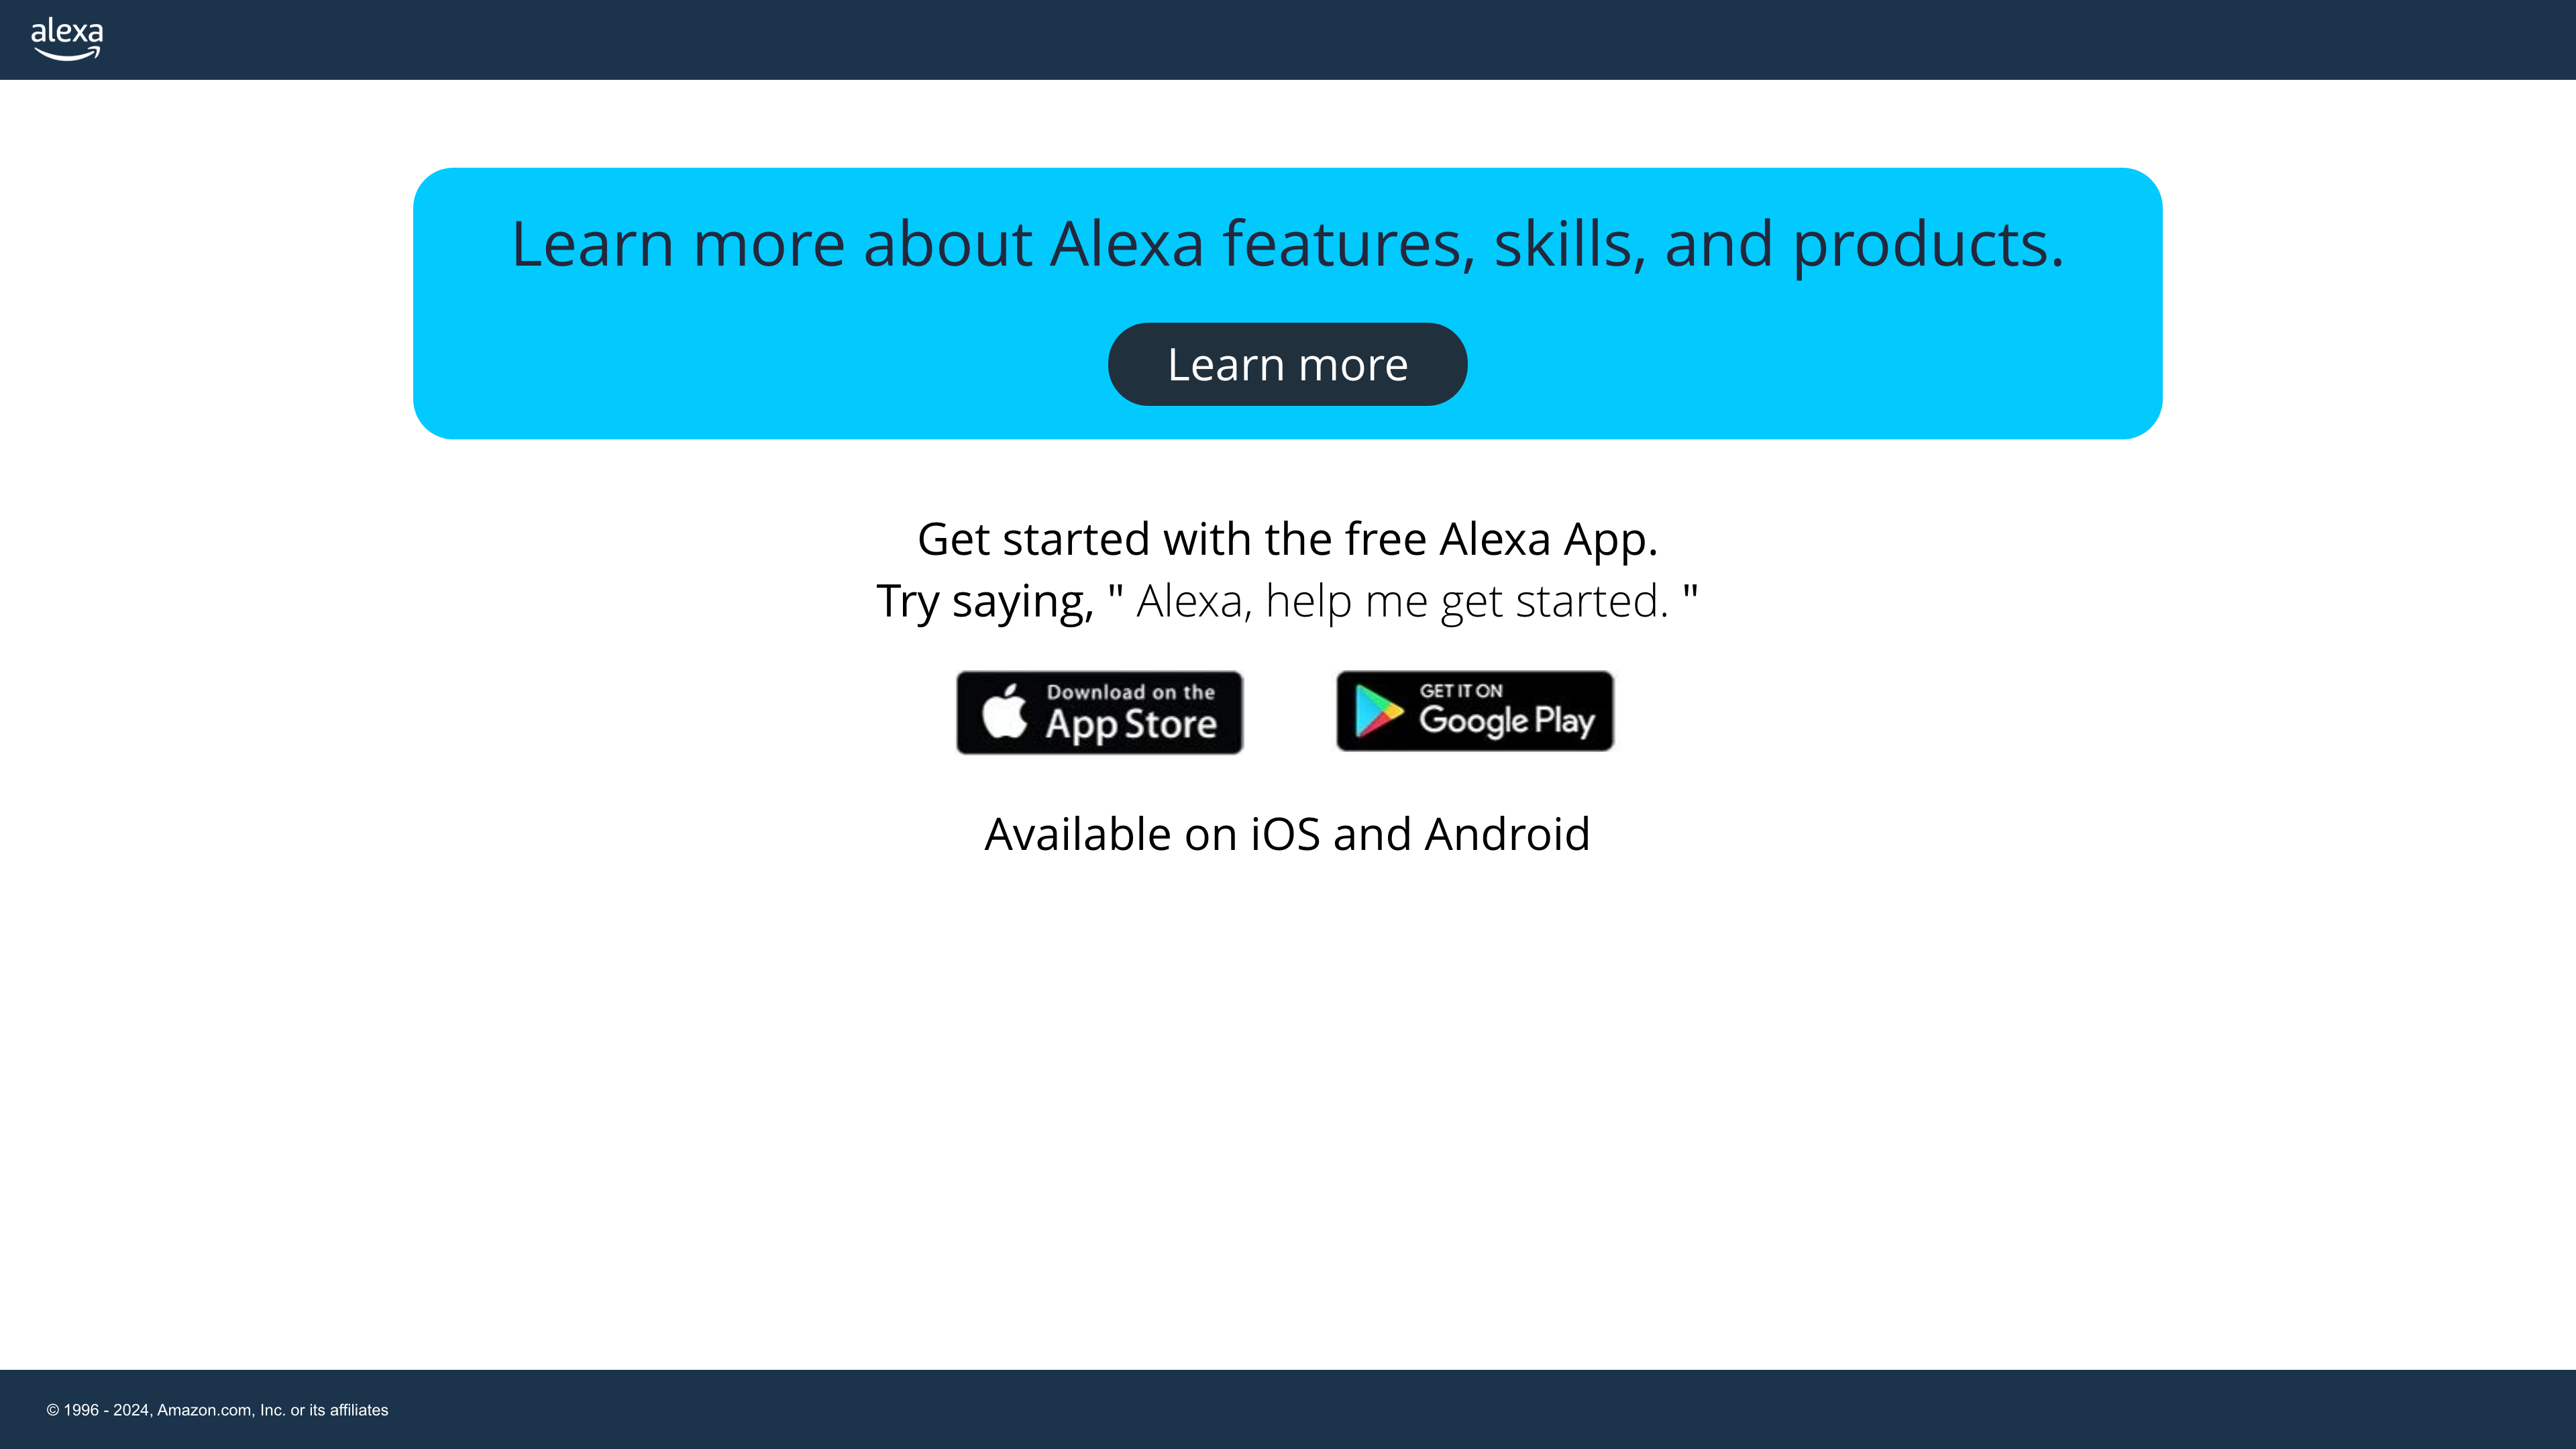 alexa
Learn more about Alexa features, skills, and products.
Learn more
Get started with the free Alexa App.
Try saying, " Alexa, help me get started. "
Download on the
App Store
GET IT ON
Google Play
Available on iOS and Android
© 1996 - 2024, Amazon.com, Inc. or its affiliates